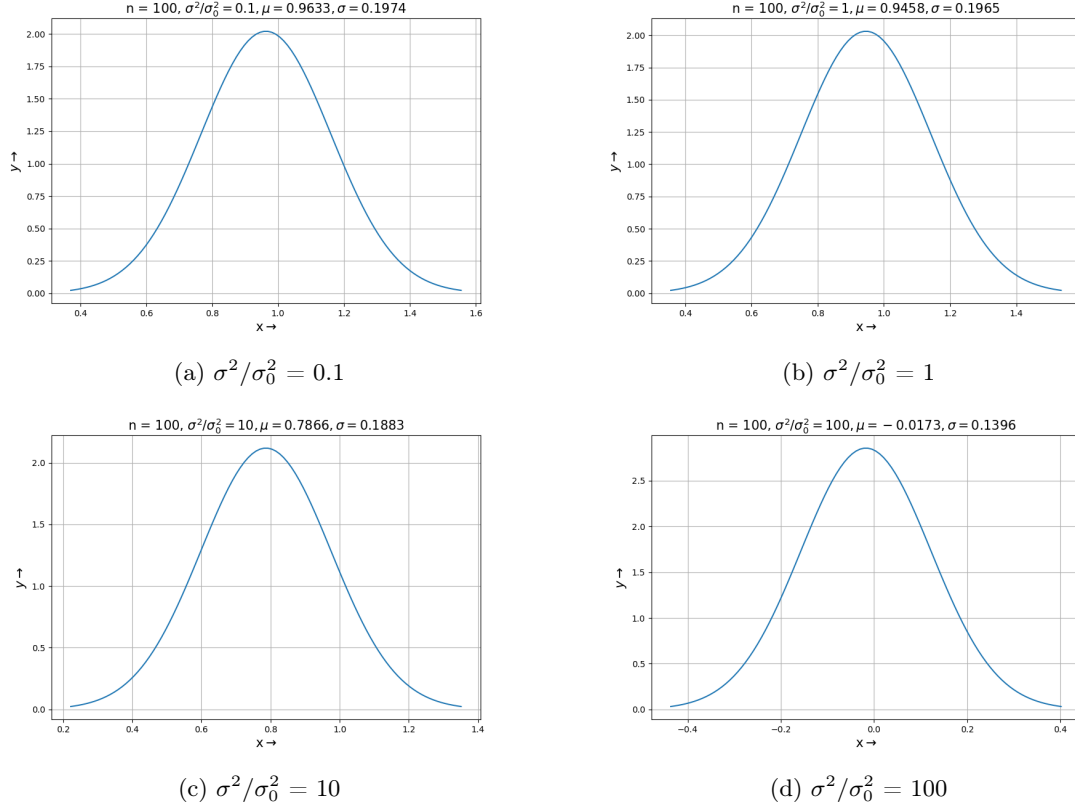 n = 100, σ²/σ₀² = 0.1, μ = 0.9633, σ = 0.1974
y →
2.00
1.75
1.50
1.25
1.00
0.75
0.50
0.25
0.00
0.4 0.6 0.8 1.0 1.2 1.4 1.6
x →
(a) σ²/σ₀² = 0.1
n = 100, σ²/σ₀² = 1, μ = 0.9458, σ = 0.1965
y →
2.00
1.75
1.50
1.25
1.00
0.75
0.50
0.25
0.00
0.4 0.6 0.8 1.0 1.2 1.4
x →
(b) σ²/σ₀² = 1
n = 100, σ²/σ₀² = 10, μ = 0.7866, σ = 0.1883
y →
2.0
1.5
1.0
0.5
0.0
0.2 0.4 0.6 0.8 1.0 1.2 1.4
x →
(c) σ²/σ₀² = 10
n = 100, σ²/σ₀² = 100, μ = −0.0173, σ = 0.1396
y →
2.5
2.0
1.5
1.0
0.5
0.0
−0.4 −0.2 0.0 0.2 0.4
x →
(d) σ²/σ₀² = 100